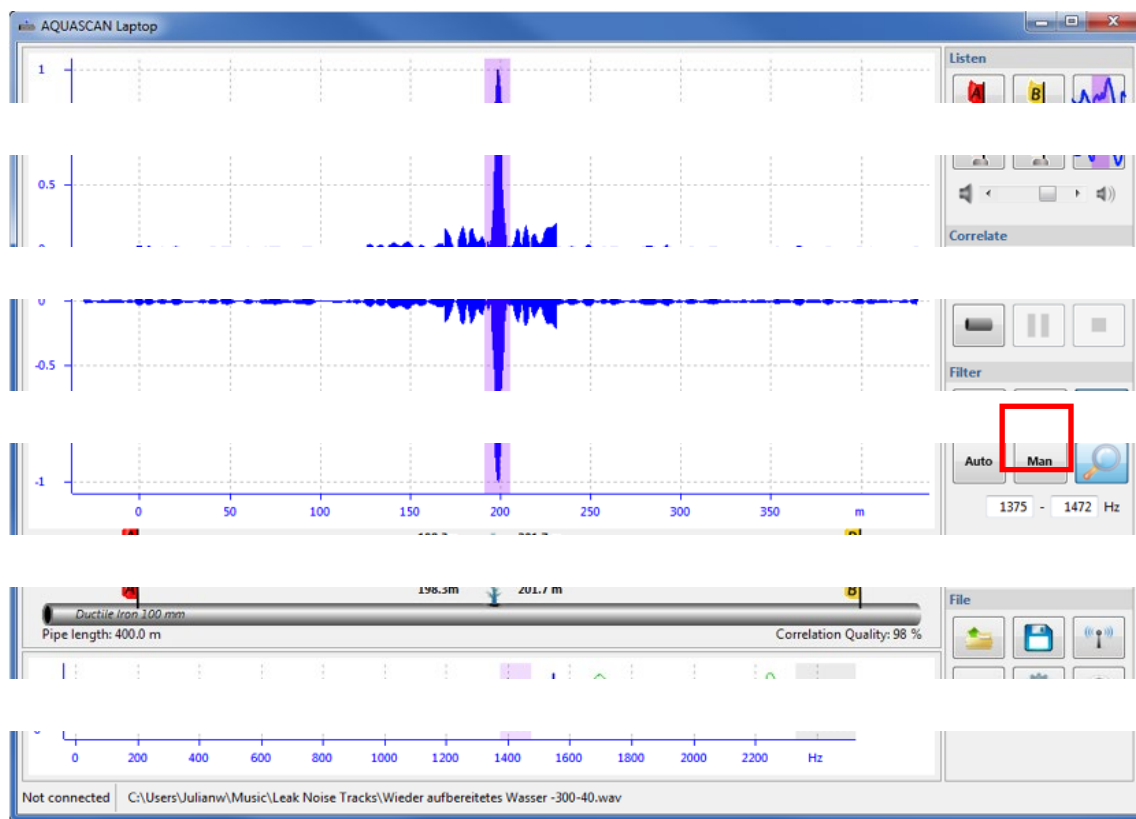 AQUASCAN Laptop
Listen
1
A B
0.5
Correlate
0
0
-0.5
Filter
Auto Man
-1
1375 - 1472 Hz
0 50 100 150 200 250 300 350 m
A 198.3m 201.7 m B
File
Ductile Iron 100 mm
Pipe length: 400.0 m Correlation Quality: 98 %
0 200 400 600 800 1000 1200 1400 1600 1800 2000 2200 Hz
Not connected C:\Users\Julianw\Music\Leak Noise Tracks\Wieder aufbereitetes Wasser -300-40.wav